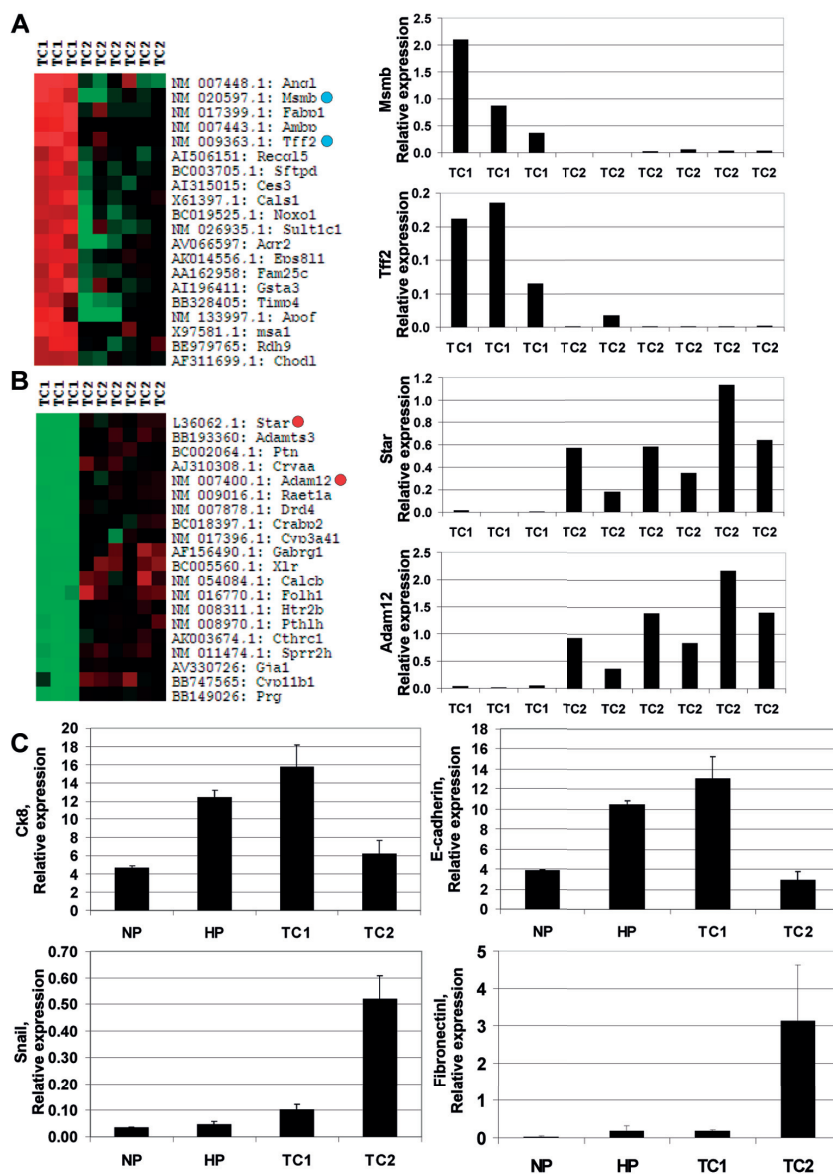 A
TC1 TC1 TC1 TC2 TC2 TC2 TC2 TC2 TC2
NM 007448.1: Angl
NM 020597.1: Msmb
NM 017399.1: Fabp1
NM 007443.1: Ambp
NM 009363.1: Tff2
AI506151: Recql5
BC003705.1: Sftpd
AI315015: Ces3
X61397.1: Cals1
BC019525.1: Noxo1
NM 026935.1: Sult1c1
AV066597: Agr2
AK014556.1: Eps8l1
AA162958: Fam25c
AI196411: Gsta3
BB328405: Timp4
NM 133997.1: Apof
X97581.1: msa1
BE979765: Rdh9
AF311699.1: Chodl
Msmb
Relative expression
2.5
2.0
1.5
1.0
0.5
0.0
TC1 TC1 TC1 TC2 TC2 TC2 TC2 TC2 TC2
Tff2
Relative expression
0.2
0.2
0.1
0.1
0.0
TC1 TC1 TC1 TC2 TC2 TC2 TC2 TC2 TC2
B
TC1 TC1 TC1 TC2 TC2 TC2 TC2 TC2 TC2
L36062.1: Star
BB193360: Adamts3
BC002064.1: Ptn
AJ310308.1: Cryaa
NM 007400.1: Adam12
NM 009016.1: Raet1a
NM 007878.1: Drd4
BC018397.1: Crabp2
NM 017396.1: Cyp3a41
AF156490.1: Gabrg1
BC005560.1: Xlr
NM 054084.1: Calcb
NM 016770.1: Folh1
NM 008311.1: Htr2b
NM 008970.1: Pthlh
AK003674.1: Cthrc1
NM 011474.1: Sprr2h
AV330726: Gja1
BB747565: Cyp11b1
BB149026: Prg
Star
Relative expression
1.2
1.0
0.8
0.6
0.4
0.2
0.0
TC1 TC1 TC1 TC2 TC2 TC2 TC2 TC2 TC2
Adam12
Relative expression
2.5
2.0
1.5
1.0
0.5
0.0
TC1 TC1 TC1 TC2 TC2 TC2 TC2 TC2 TC2
C
Ck8,
Relative expression
20
18
16
14
12
10
8
6
4
2
0
NP HP TC1 TC2
E-cadherin,
Relative expression
18
16
14
12
10
8
6
4
2
0
NP HP TC1 TC2
Snail,
Relative expression
0.70
0.60
0.50
0.40
0.30
0.20
0.10
0.00
NP HP TC1 TC2
FibronectinI,
Relative expression
5
4
3
2
1
0
NP HP TC1 TC2